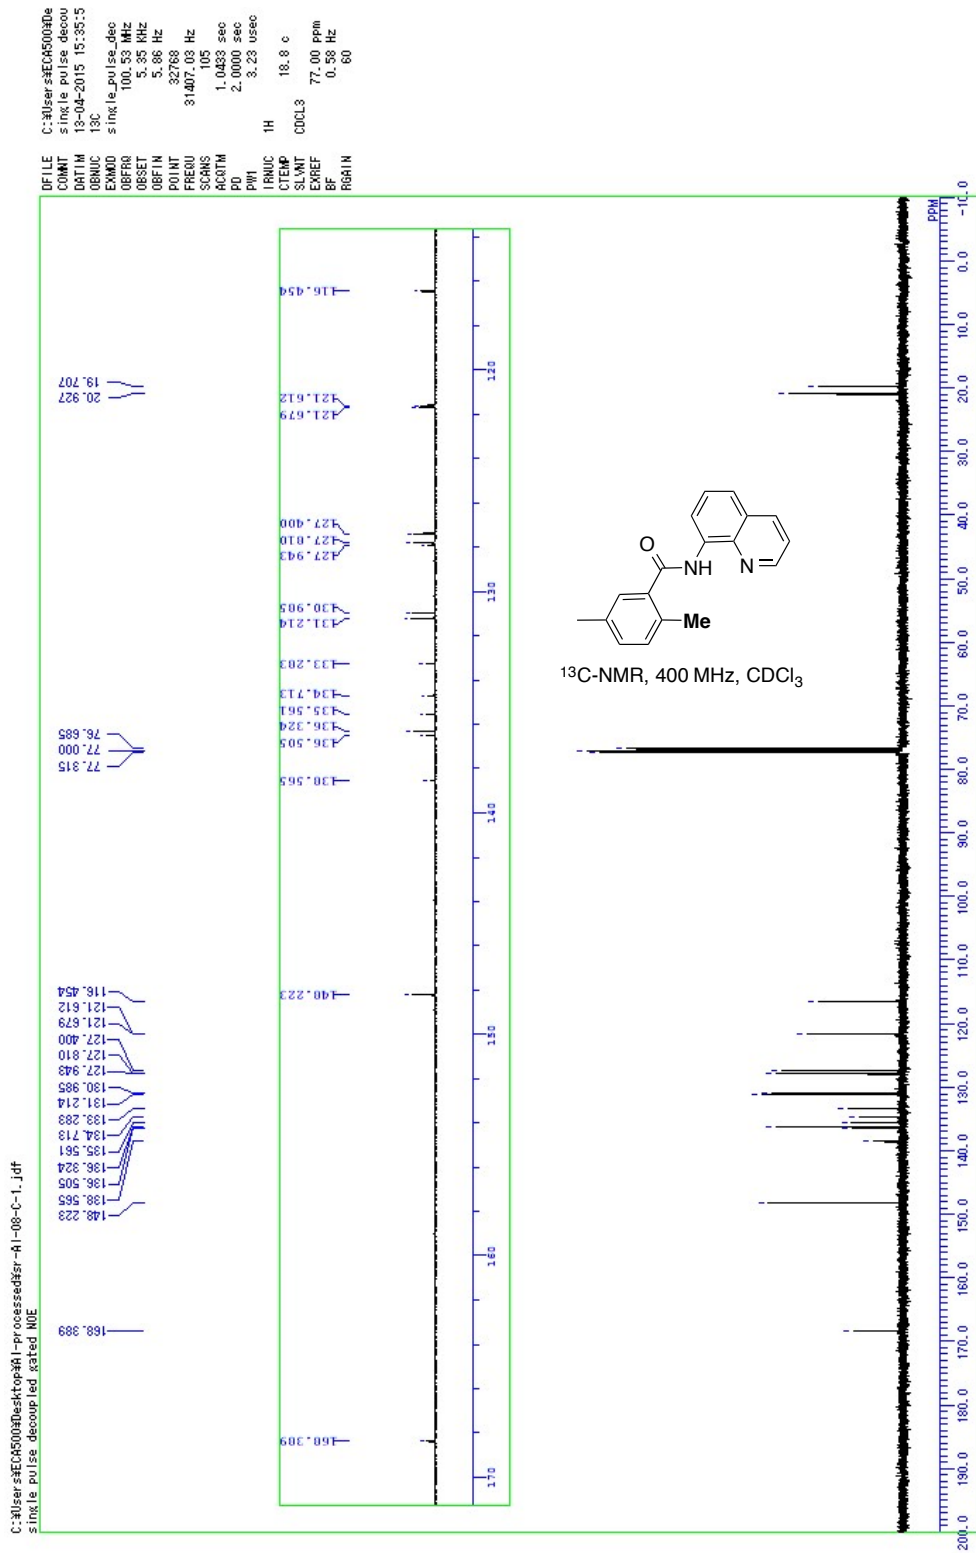 C:¥Users¥ECA500¥Desktop¥Al-processed¥sr-Al-08-C-1.jdf
single pulse decoupled gated NOE
DFILE C:¥Users¥ECA500¥De
COMNT single pulse decou
DATIM 13-04-2015 15:35:5
OBNUC 13C
EXMOD single_pulse_dec
OBFRQ 100.53 MHz
OBSET 5.35 KHz
OBFIN 5.86 Hz
POINT 32768
FREQU 31407.03 Hz
SCANS 105
ACQTM 1.0433 sec
PD 2.0000 sec
PW1 3.23 usec
IRNUC 1H
CTEMP 18.8 c
SLVNT CDCL3
EXREF 77.00 ppm
BF 0.58 Hz
RGAIN 60
168.389
148.223
138.565
136.505
136.324
135.561
134.713
133.283
131.214
130.985
127.943
127.810
127.400
121.679
121.612
116.454
77.315
77.000
76.685
20.927
19.707
168.389
148.223
138.565
136.505
136.324
135.561
134.713
133.283
131.214
130.985
127.943
127.810
127.400
121.679
121.612
116.454
170
160
150
140
130
120
O
NH
N
Me
13C-NMR, 400 MHz, CDCl3
PPM
200.0 190.0 180.0 170.0 160.0 150.0 140.0 130.0 120.0 110.0 100.0 90.0 80.0 70.0 60.0 50.0 40.0 30.0 20.0 10.0 0.0 -10.0